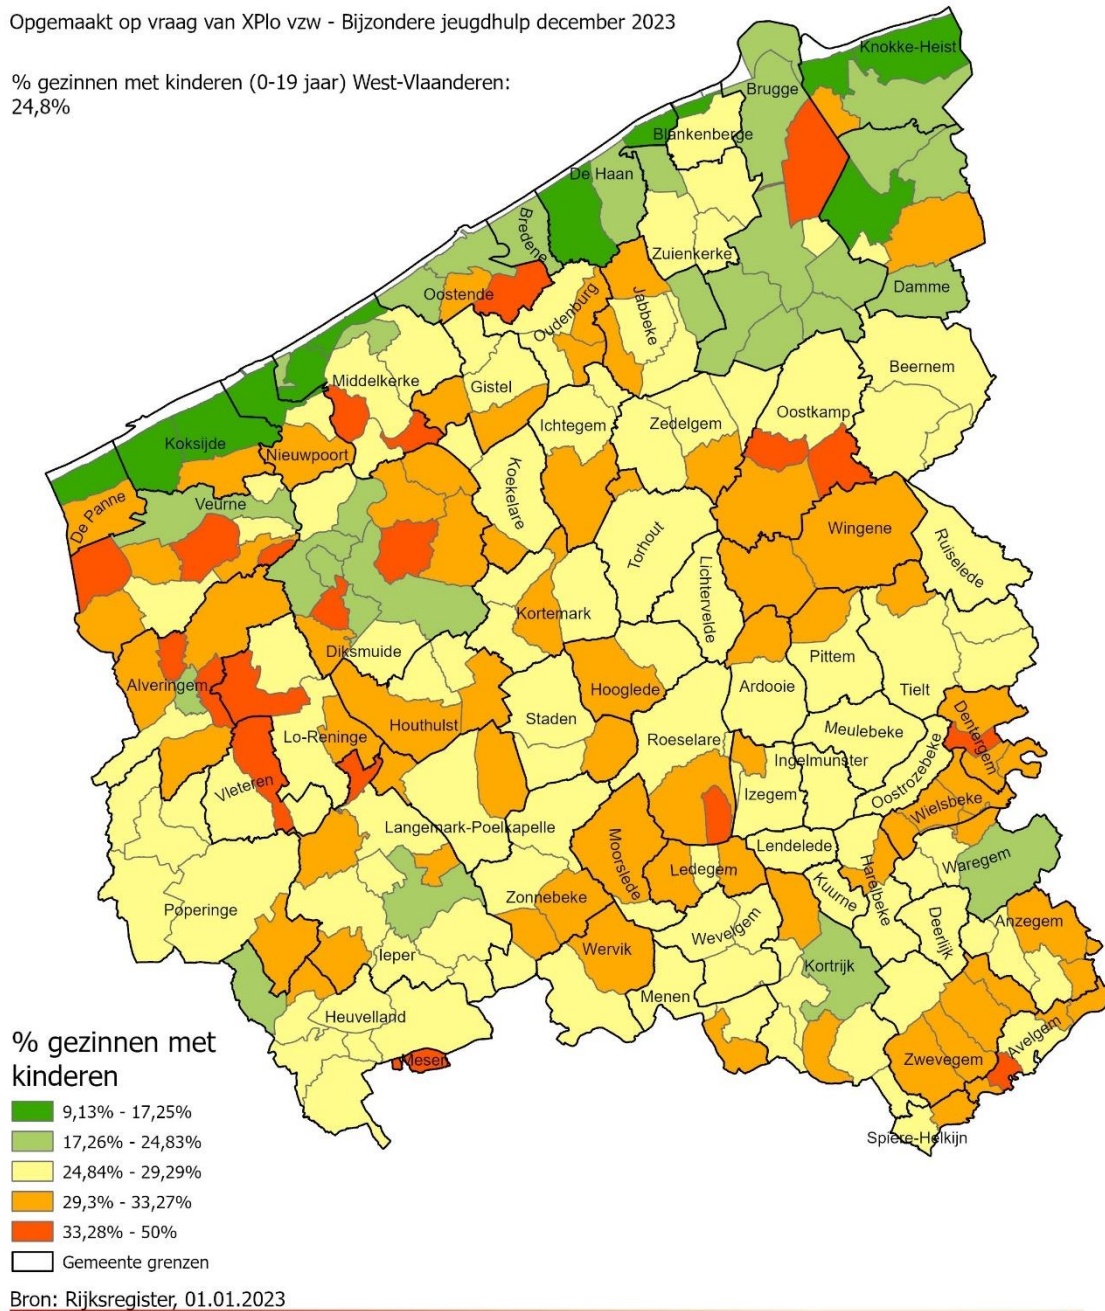 Opgemaakt op vraag van XPlo vzw - Bijzondere jeugdhulp december 2023
% gezinnen met kinderen (0-19 jaar) West-Vlaanderen:
24,8%
Knokke-Heist
Brugge
Blankenberge
De Haan
Bredene
Zuienkerke
Oostende
Oudenburg
Jabbeke
Damme
Middelkerke
Gistel
Beernem
Oostkamp
Ichtegem
Zedelgem
Koksijde
Nieuwpoort
Koekelare
De Panne
Veurne
Torhout
Wingene
Ruiselede
Lichtervelde
Kortemark
Diksmuide
Pittem
Alveringem
Hooglede
Ardooie
Tielt
Houthulst
Staden
Lo-Reninge
Roeselare
Meulebeke
Dentergem
Ingelmunster
Oostrozebeke
Vleteren
Izegem
Wielsbeke
Langemark-Poelkapelle
Moorslede
Lendelede
Harelbeke
Waregem
Ledegem
Kuurne
Zonnebeke
Poperinge
Wevelgem
Deerlijk
Anzegem
Wervik
Ieper
Kortrijk
Menen
Heuvelland
Avelgem
Zwevegem
Mesen
Spiere-Helkijn
% gezinnen met
kinderen
9,13% - 17,25%
17,26% - 24,83%
24,84% - 29,29%
29,3% - 33,27%
33,28% - 50%
Gemeente grenzen
Bron: Rijksregister, 01.01.2023